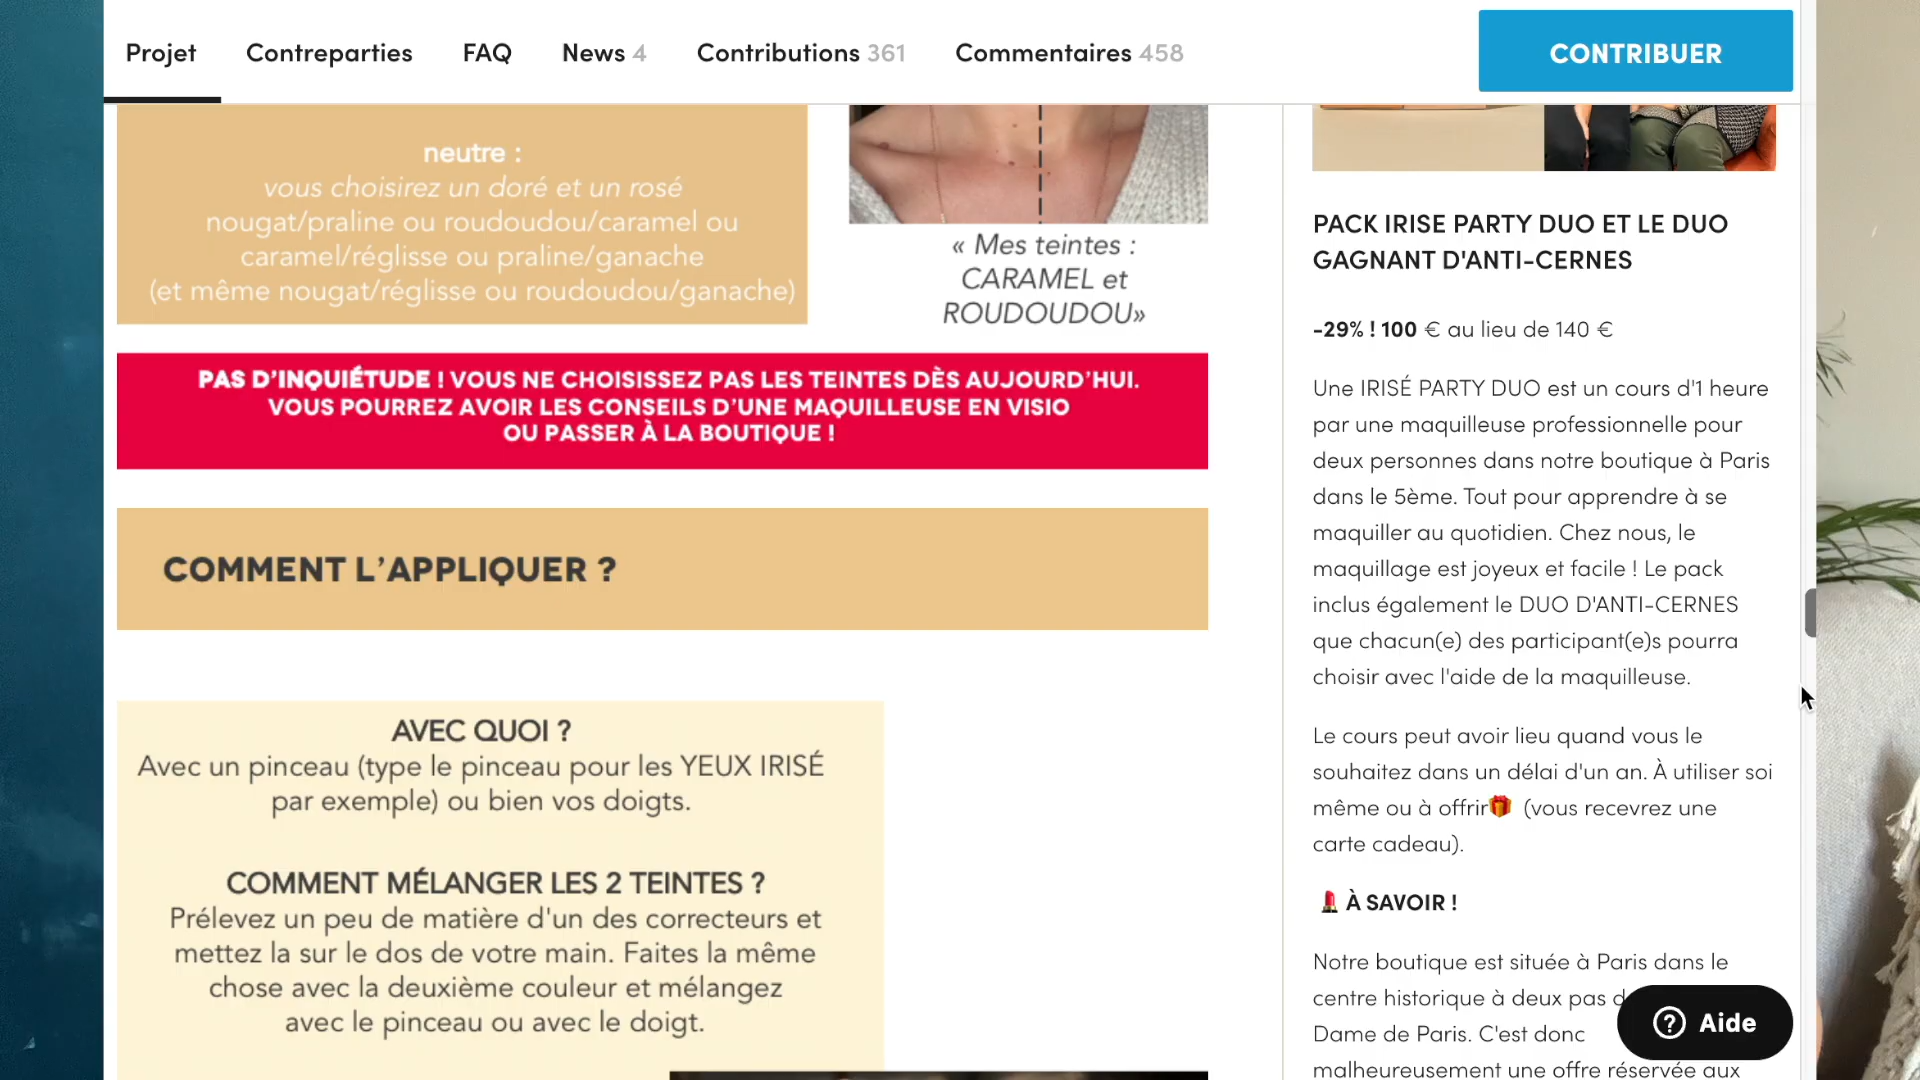 Projet
Contreparties
FAQ
News 4
Contributions 361
Commentaires 458
CONTRIBUER
neutre :
vous choisirez un doré et un rosé
nougat/praline ou roudoudou/caramel ou
caramel/réglisse ou praline/ganache
(et même nougat/réglisse ou roudoudou/ganache)
« Mes teintes :
CARAMEL et
ROUDOUDOU»
PAS D'INQUIÉTUDE ! VOUS NE CHOISISSEZ PAS LES TEINTES DÈS AUJOURD'HUI.
VOUS POURREZ AVOIR LES CONSEILS D'UNE MAQUILLEUSE EN VISIO
OU PASSER À LA BOUTIQUE !
COMMENT L'APPLIQUER ?
AVEC QUOI ?
Avec un pinceau (type le pinceau pour les YEUX IRISÉ
par exemple) ou bien vos doigts.
COMMENT MÉLANGER LES 2 TEINTES ?
Prélevez un peu de matière d'un des correcteurs et
mettez la sur le dos de votre main. Faites la même
chose avec la deuxième couleur et mélangez
avec le pinceau ou avec le doigt.
PACK IRISE PARTY DUO ET LE DUO
GAGNANT D'ANTI-CERNES
-29% ! 100 € au lieu de 140 €
Une IRISÉ PARTY DUO est un cours d'1 heure
par une maquilleuse professionnelle pour
deux personnes dans notre boutique à Paris
dans le 5ème. Tout pour apprendre à se
maquiller au quotidien. Chez nous, le
maquillage est joyeux et facile ! Le pack
inclus également le DUO D'ANTI-CERNES
que chacun(e) des participant(e)s pourra
choisir avec l'aide de la maquilleuse.
Le cours peut avoir lieu quand vous le
souhaitez dans un délai d'un an. À utiliser soi
même ou à offrir🎁 (vous recevrez une
carte cadeau).
💄 À SAVOIR !
Notre boutique est située à Paris dans le
centre historique à deux pas
Dame de Paris. C'est donc
malheureusement une offre réservée aux
Aide